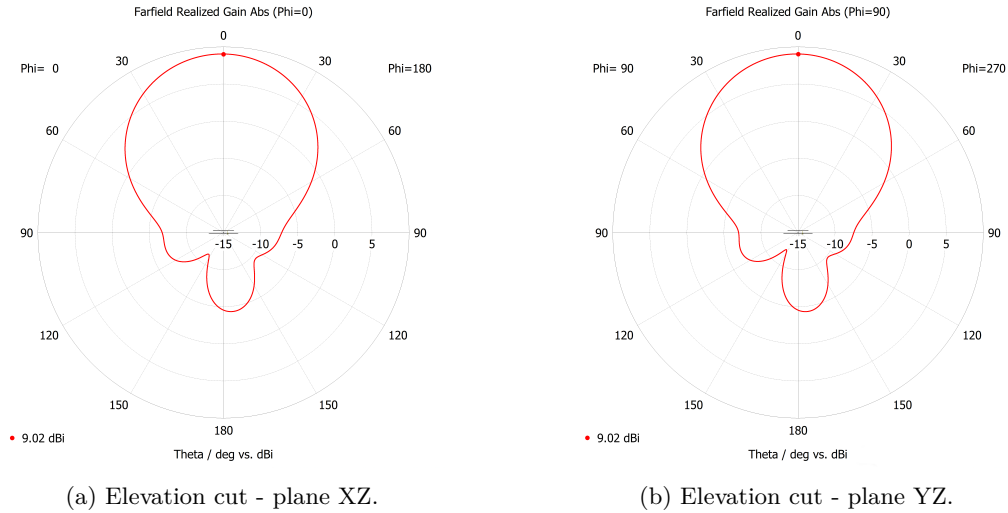 Farfield Realized Gain Abs (Phi=0)
0
30 30
Phi= 0 Phi=180
60 60
90 -15 -10 -5 0 5 90
120 120
150 150
180
9.02 dBi
Theta / deg vs. dBi
(a) Elevation cut - plane XZ.
Farfield Realized Gain Abs (Phi=90)
0
30 30
Phi= 90 Phi=270
60 60
90 -15 -10 -5 0 5 90
120 120
150 150
180
9.02 dBi
Theta / deg vs. dBi
(b) Elevation cut - plane YZ.